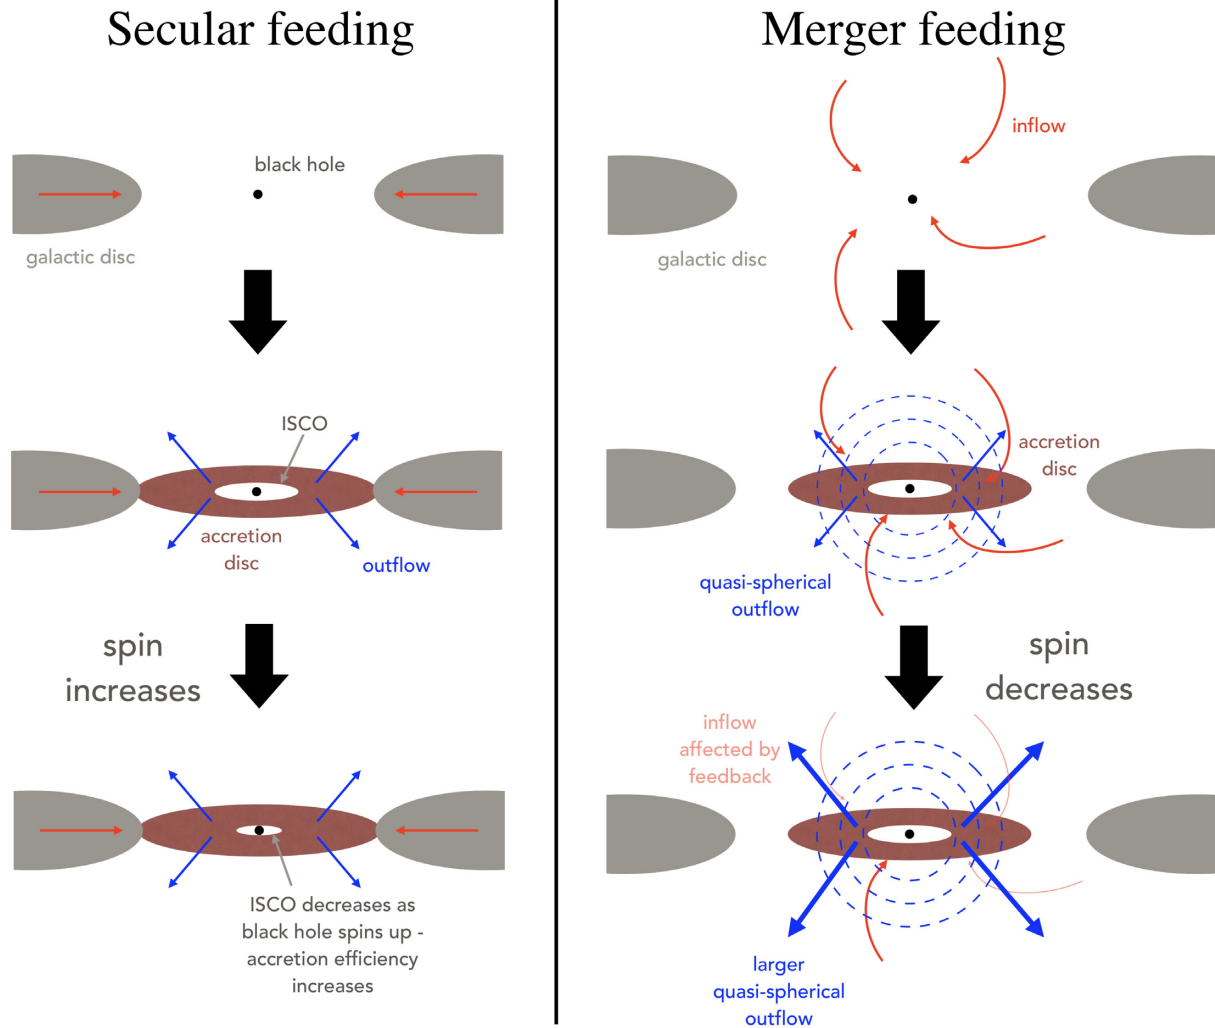 Secular feeding
black hole
galactic disc
ISCO
accretion
disc
outflow
spin
increases
ISCO decreases as
black hole spins up -
accretion efficiency
increases
Merger feeding
inflow
galactic disc
accretion
disc
quasi-spherical
outflow
spin
decreases
inflow
affected by
feedback
larger
quasi-spherical
outflow